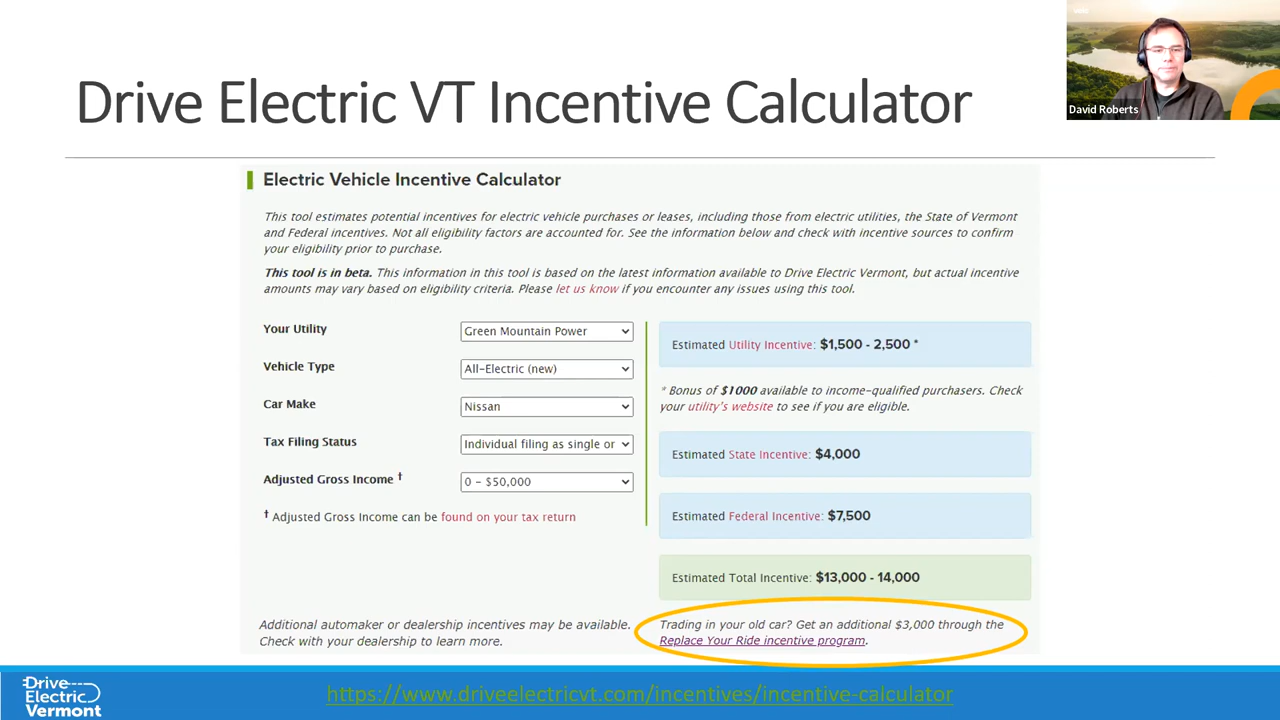 Drive Electric VT Incentive Calculator
David Roberts
Electric Vehicle Incentive Calculator
This tool estimates potential incentives for electric vehicle purchases or leases, including those from electric utilities, the State of Vermont
and Federal incentives. Not all eligibility factors are accounted for. See the information below and check with incentive sources to confirm
your eligibility prior to purchase.
This tool is in beta. This information in this tool is based on the latest information available to Drive Electric Vermont, but actual incentive
amounts may vary based on eligibility criteria. Please let us know if you encounter any issues using this tool.
Your Utility
Green Mountain Power
Vehicle Type
All-Electric (new)
Car Make
Nissan
Tax Filing Status
Individual filing as single or
Adjusted Gross Income †
0 – $50,000
† Adjusted Gross Income can be found on your tax return
Estimated Utility Incentive: $1,500 - 2,500 *
* Bonus of $1000 available to income-qualified purchasers. Check
your utility's website to see if you are eligible.
Estimated State Incentive: $4,000
Estimated Federal Incentive: $7,500
Estimated Total Incentive: $13,000 - 14,000
Additional automaker or dealership incentives may be available.
Check with your dealership to learn more.
Trading in your old car? Get an additional $3,000 through the
Replace Your Ride incentive program.
Drive
Electric
Vermont
https://www.driveelectricvt.com/incentives/incentive-calculator